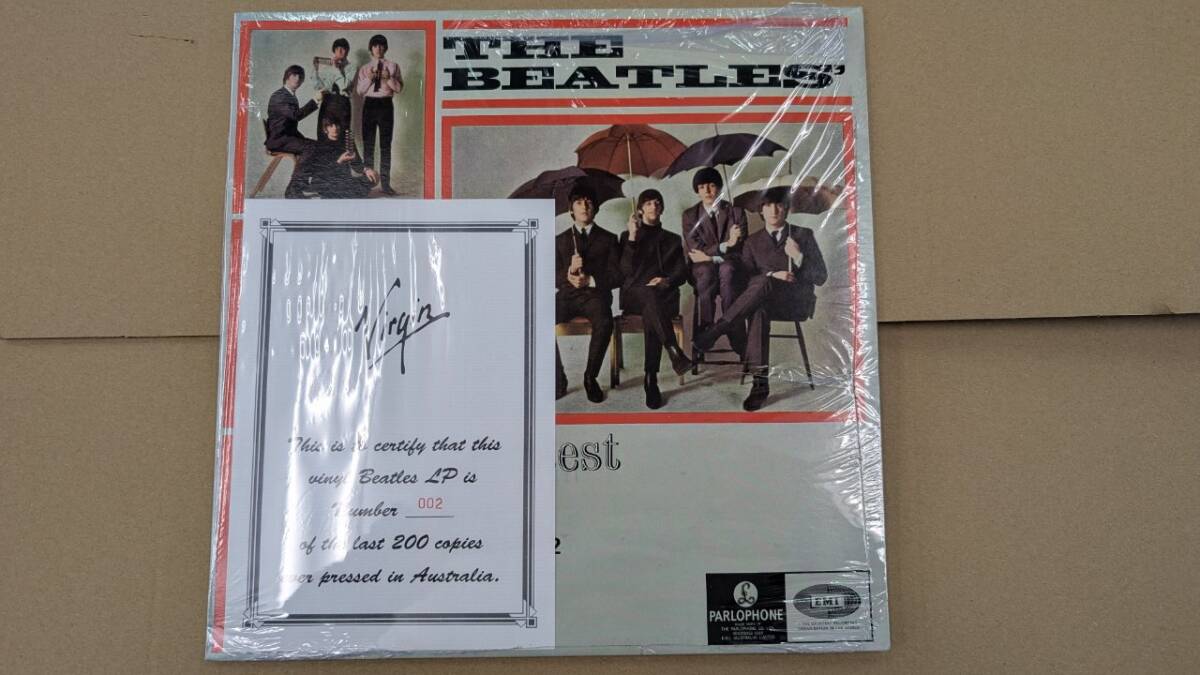 THE
BEATLES'
Virgin
This is to certify that this
vinyl Beatles LP is
Number 002
of the last 200 copies
ever pressed in Australia.
est
2
PARLOPHONE
EMI